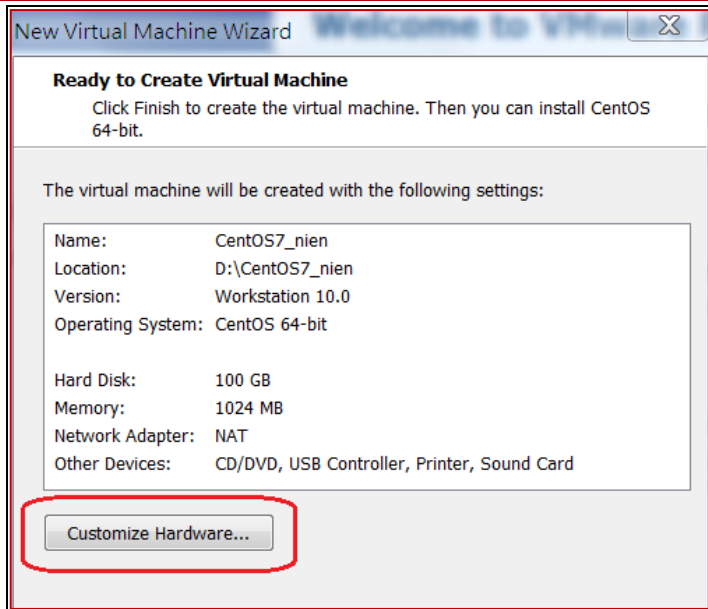 New Virtual Machine Wizard Welcome to VMware
Ready to Create Virtual Machine
Click Finish to create the virtual machine. Then you can install CentOS
64-bit.
The virtual machine will be created with the following settings:
Name: CentOS7_nien
Location: D:\CentOS7_nien
Version: Workstation 10.0
Operating System: CentOS 64-bit
Hard Disk: 100 GB
Memory: 1024 MB
Network Adapter: NAT
Other Devices: CD/DVD, USB Controller, Printer, Sound Card
Customize Hardware...